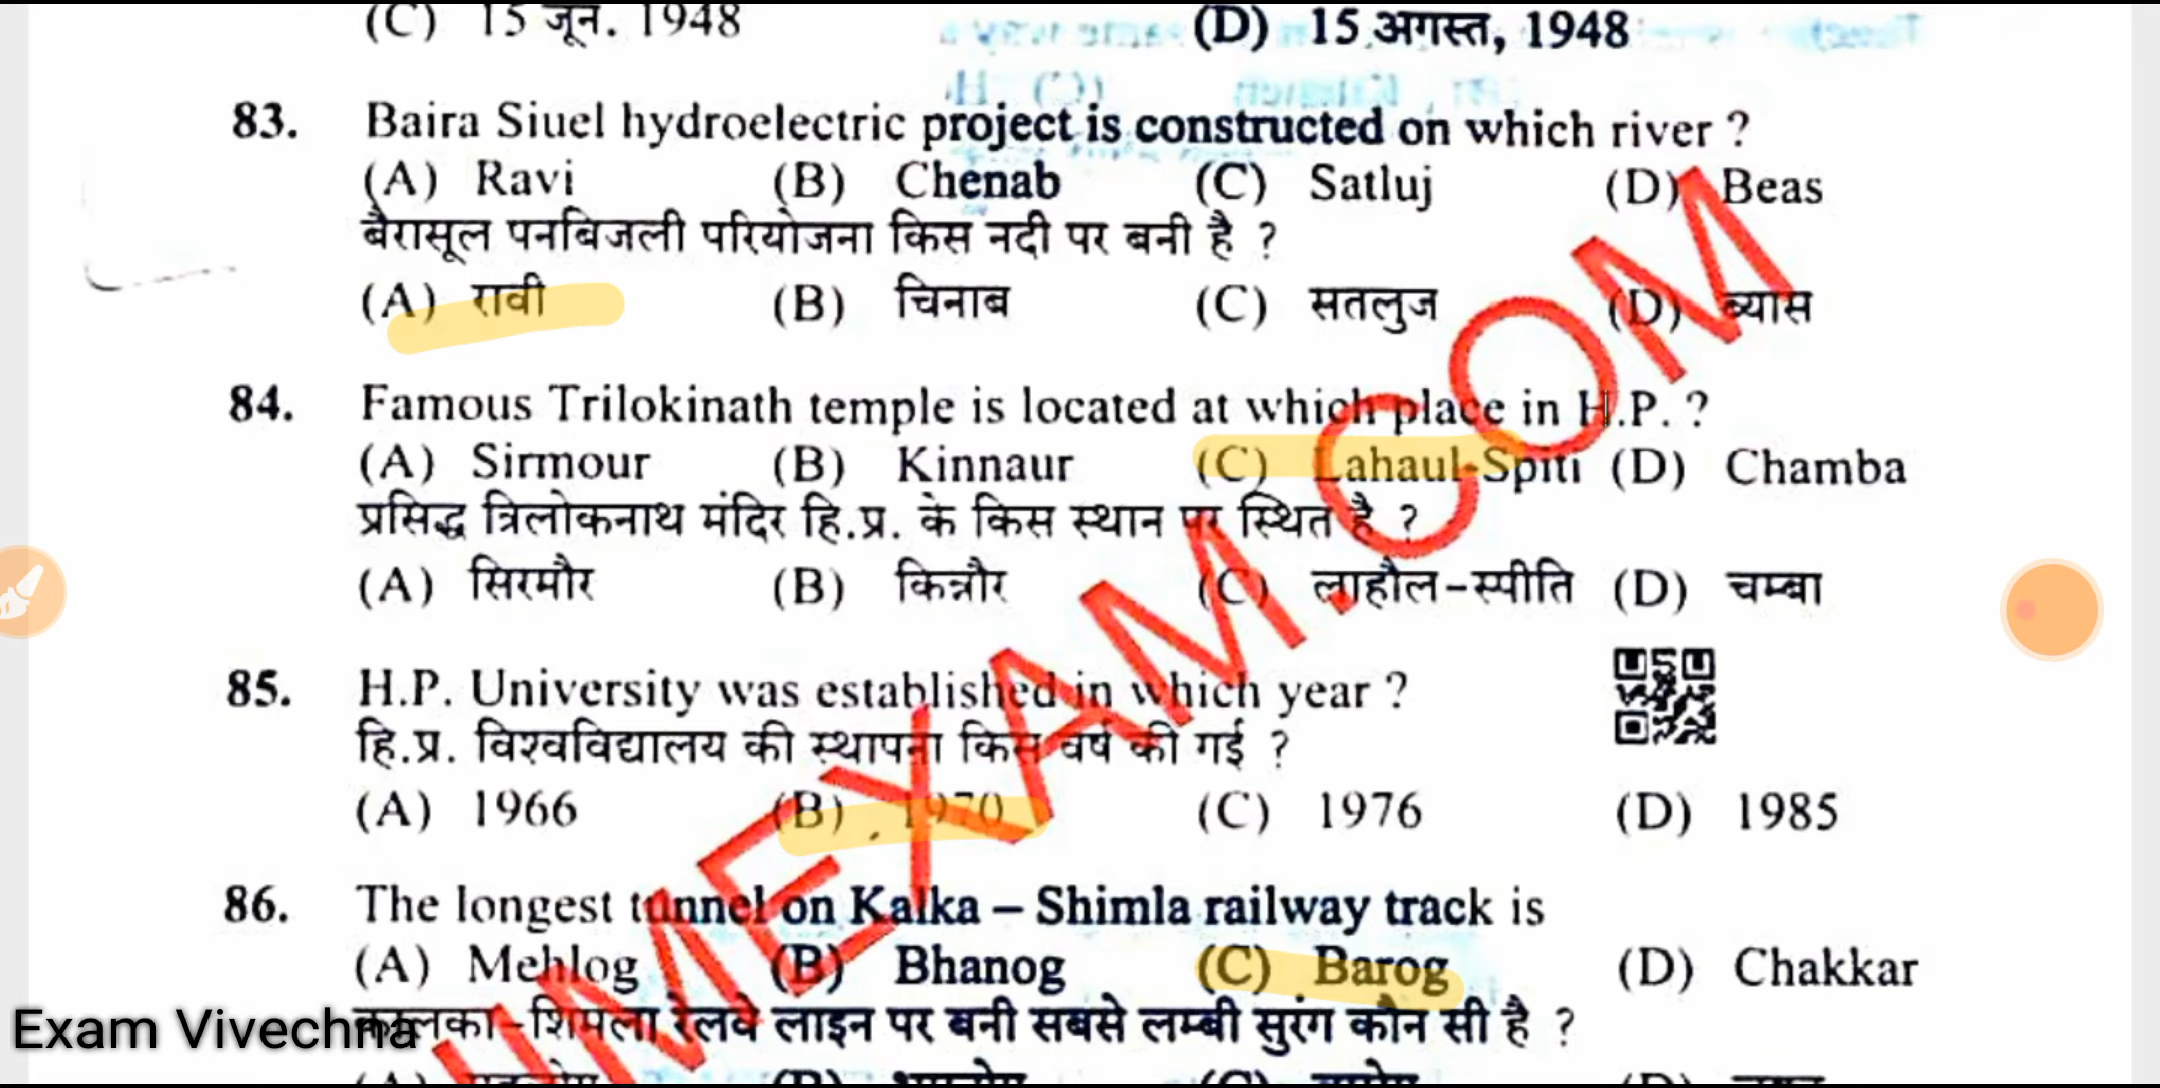 (C) 15 जून. 1948 (D) 15 अगस्त, 1948
83. Baira Siuel hydroelectric project is constructed on which river ?
(A) Ravi (B) Chenab (C) Satluj (D) Beas
बैरासूल पनबिजली परियोजना किस नदी पर बनी है ?
(A) रावी (B) चिनाब (C) सतलुज (D) ब्यास
84. Famous Trilokinath temple is located at which place in H.P. ?
(A) Sirmour (B) Kinnaur (C) Lahaul-Spiti (D) Chamba
प्रसिद्ध त्रिलोकनाथ मंदिर हि.प्र. के किस स्थान पर स्थित है ?
(A) सिरमौर (B) किन्नौर (C) लाहौल-स्पीति (D) चम्बा
85. H.P. University was established in which year ?
हि.प्र. विश्वविद्यालय की स्थापना किस वर्ष की गई ?
(A) 1966 (B) 1970 (C) 1976 (D) 1985
86. The longest tunnel on Kalka – Shimla railway track is
(A) Mehlog (B) Bhanog (C) Barog (D) Chakkar
कालका-शिमला रेलवे लाइन पर बनी सबसे लम्बी सुरंग कौन सी है ?
Exam Vivechna
MEXAM.COM